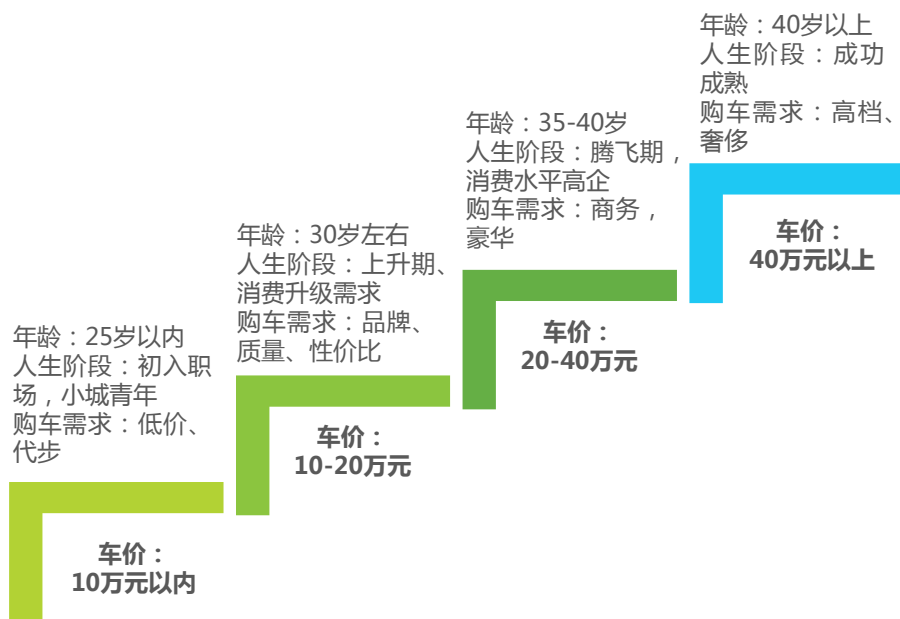 年龄：25岁以内
人生阶段：初入职
场，小城青年
购车需求：低价、
代步
车价：
10万元以内
年龄：30岁左右
人生阶段：上升期、
消费升级需求
购车需求：品牌、
质量、性价比
车价：
10-20万元
年龄：35-40岁
人生阶段：腾飞期，
消费水平高企
购车需求：商务，
豪华
车价：
20-40万元
年龄：40岁以上
人生阶段：成功
成熟
购车需求：高档、
奢侈
车价：
40万元以上